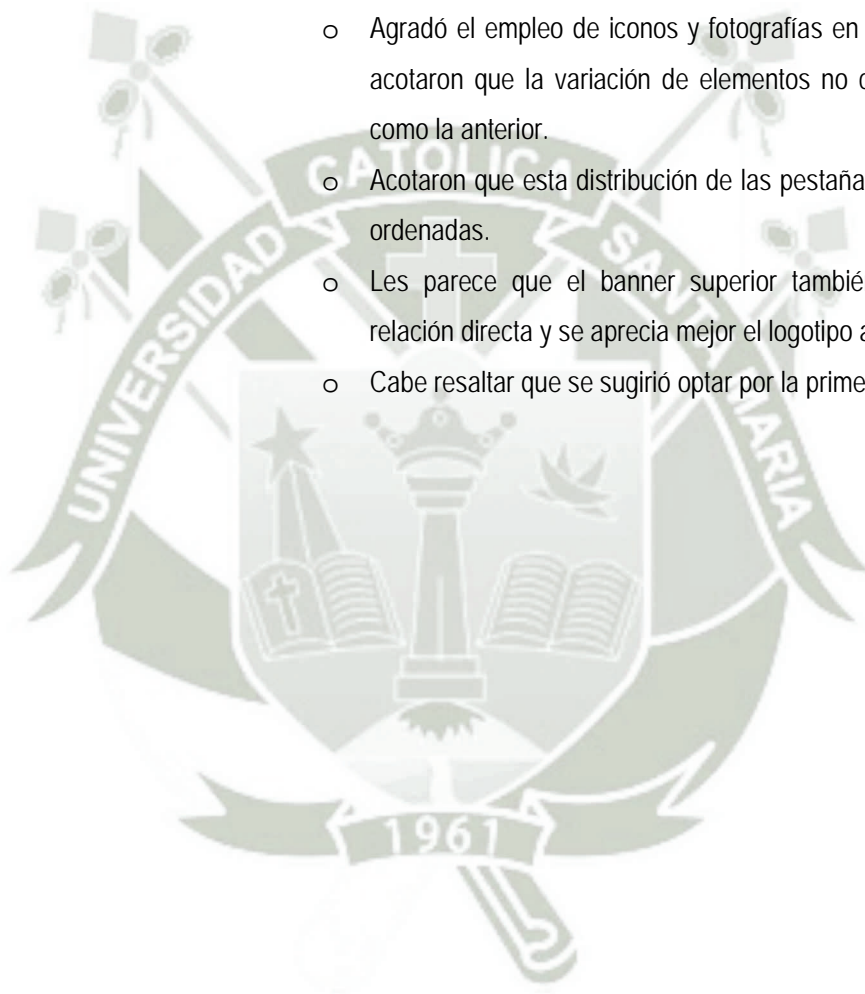 o Agradó el empleo de iconos y fotografías en
acotaron que la variación de elementos no
como la anterior.
o Acotaron que esta distribución de las pestaña
ordenadas.
o Les parece que el banner superior tambié
relación directa y se aprecia mejor el logotipo
o Cabe resaltar que se sugirió optar por la prime
UNIVERSIDAD CATOLICA SANTA MARIA
1961